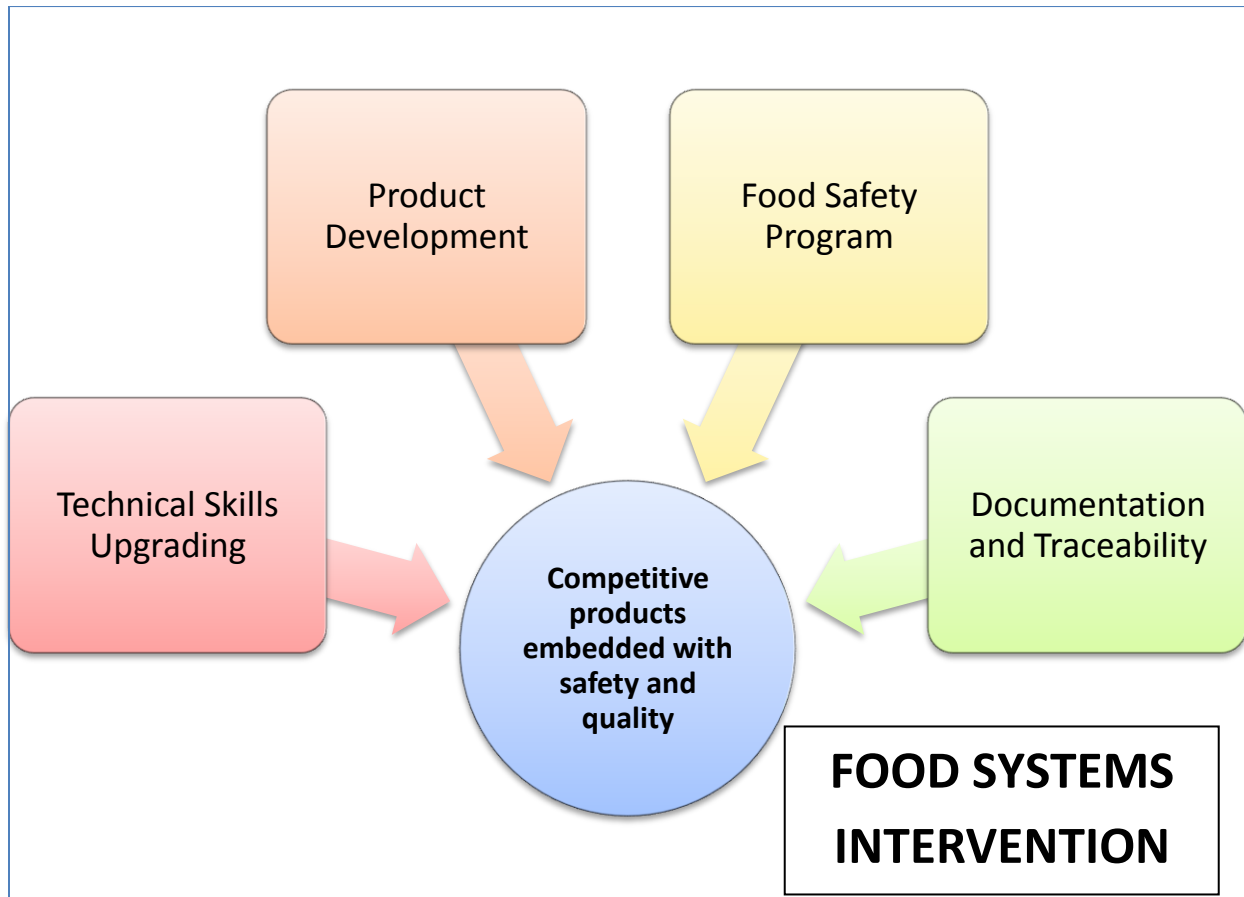 Product
Development
Food Safety
Program
Technical Skills
Upgrading
Documentation
and Traceability
Competitive
products
embedded with
safety and
quality
FOOD SYSTEMS
INTERVENTION